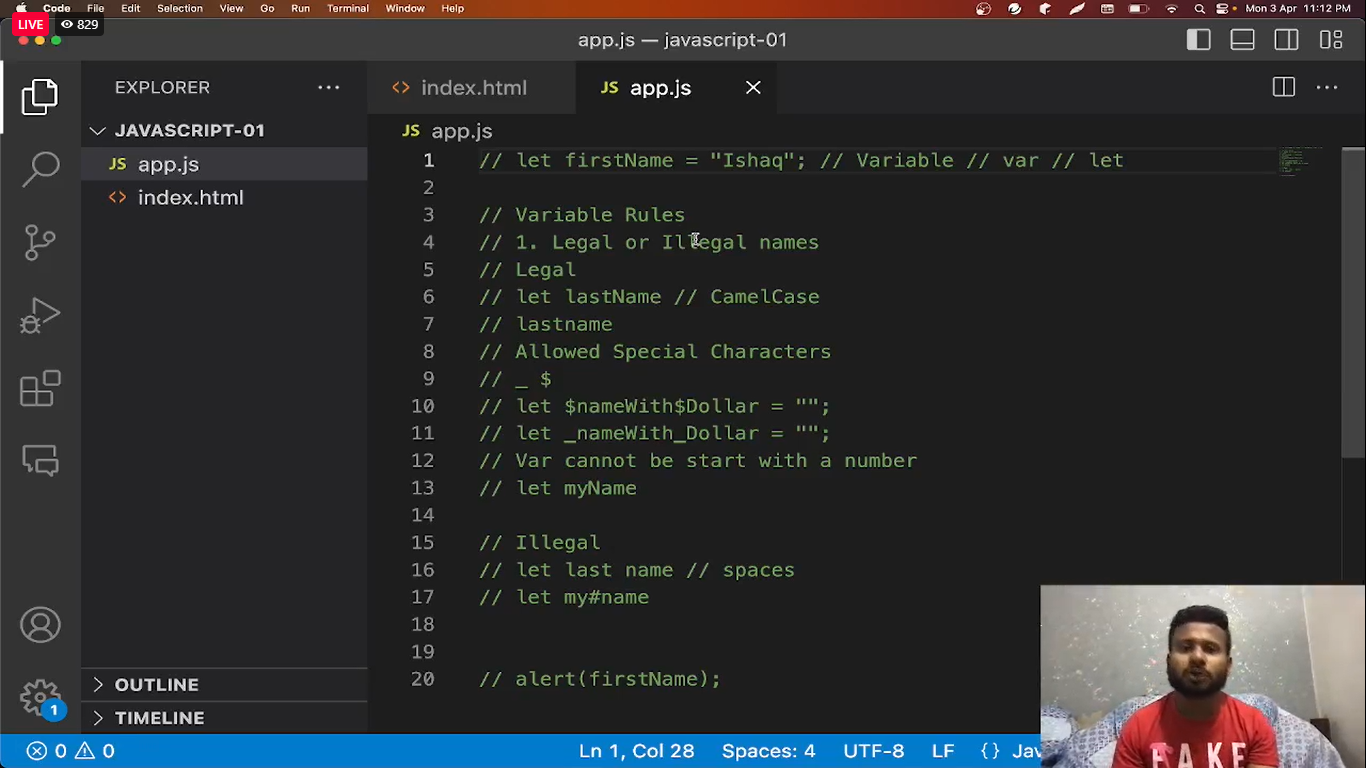 Code File Edit Selection View Go Run Terminal Window Help Mon 3 Apr 11:12 PM
LIVE 829
app.js — javascript-01
EXPLORER
index.html
JS app.js
JAVASCRIPT-01
JS app.js
JS app.js
index.html
1 // let firstName = "Ishaq"; // Variable // var // let
2
3 // Variable Rules
4 // 1. Legal or Illegal names
5 // Legal
6 // let lastName // CamelCase
7 // lastname
8 // Allowed Special Characters
9 // _ $
10 // let $nameWith$Dollar = "";
11 // let _nameWith_Dollar = "";
12 // Var cannot be start with a number
13 // let myName
14
15 // Illegal
16 // let last name // spaces
17 // let my#name
18
19
20 // alert(firstName);
OUTLINE
TIMELINE
1
0 0 Ln 1, Col 28 Spaces: 4 UTF-8 LF {} Jav